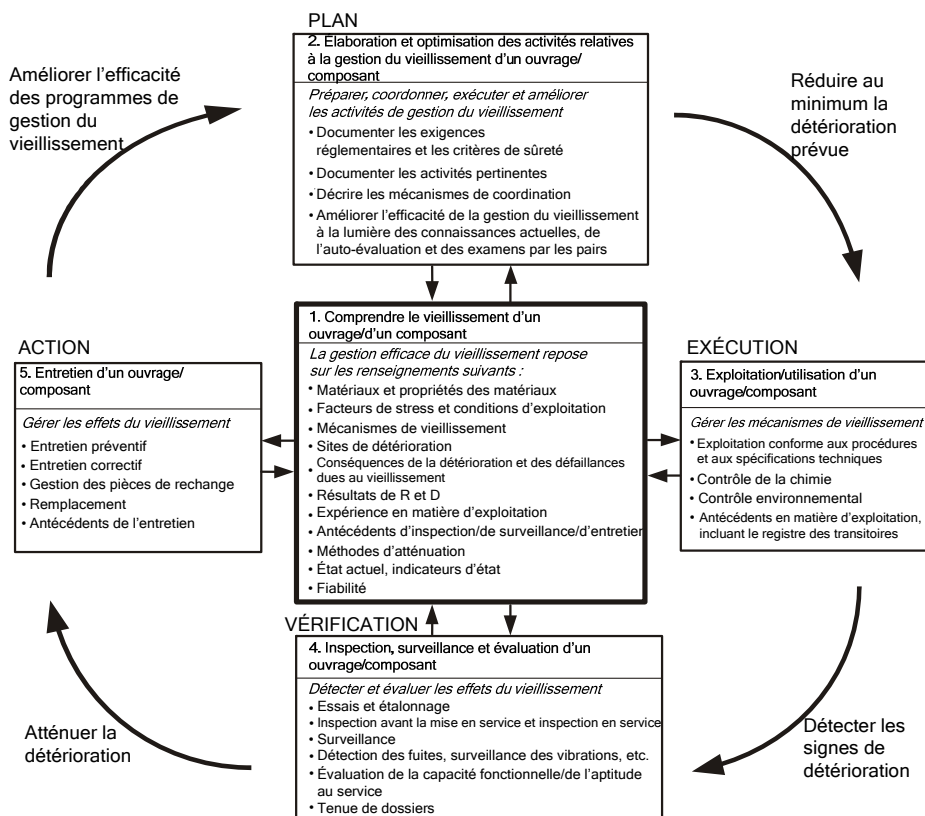 PLAN
2. Élaboration et optimisation des activités relatives
à la gestion du vieillissement d'un ouvrage/
composant
Préparer, coordonner, exécuter et améliorer
les activités de gestion du vieillissement
• Documenter les exigences
réglementaires et les critères de sûreté
• Documenter les activités pertinentes
• Décrire les mécanismes de coordination
• Améliorer l'efficacité de la gestion du vieillissement
à la lumière des connaissances actuelles, de
l'auto-évaluation et des examens par les pairs
Améliorer l'efficacité
des programmes de
gestion du
vieillissement
Réduire au
minimum la
détérioration
prévue
1. Comprendre le vieillissement d'un
ouvrage/d'un composant
La gestion efficace du vieillissement repose
sur les renseignements suivants :
• Matériaux et propriétés des matériaux
• Facteurs de stress et conditions d'exploitation
• Mécanismes de vieillissement
• Sites de détérioration
• Conséquences de la détérioration et des défaillances
dues au vieillissement
• Résultats de R et D
• Expérience en matière d'exploitation
• Antécédents d'inspection/de surveillance/d'entretien
• Méthodes d'atténuation
• État actuel, indicateurs d'état
• Fiabilité
ACTION
5. Entretien d'un ouvrage/
composant
Gérer les effets du vieillissement
• Entretien préventif
• Entretien correctif
• Gestion des pièces de rechange
• Remplacement
• Antécédents de l'entretien
EXÉCUTION
3. Exploitation/utilisation d'un
ouvrage/composant
Gérer les mécanismes de vieillissement
• Exploitation conforme aux procédures
et aux spécifications techniques
• Contrôle de la chimie
• Contrôle environnemental
• Antécédents en matière d'exploitation,
incluant le registre des transitoires
VÉRIFICATION
4. Inspection, surveillance et évaluation d'un
ouvrage/composant
Détecter et évaluer les effets du vieillissement
• Essais et étalonnage
• Inspection avant la mise en service et inspection en service
• Surveillance
• Détection des fuites, surveillance des vibrations, etc.
• Évaluation de la capacité fonctionnelle/de l'aptitude
au service
• Tenue de dossiers
Atténuer la
détérioration
Détecter les
signes de
détérioration